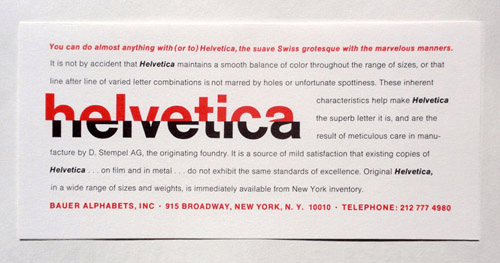 You can do almost anything with (or to) Helvetica, the suave Swiss grotesque with the marvelous manners.
It is not by accident that Helvetica maintains a smooth balance of color throughout the range of sizes, or that
line after line of varied letter combinations is not marred by holes or unfortunate spottiness. These inherent
helvetica
characteristics help make Helvetica
the superb letter it is, and are the
result of meticulous care in manu-
facture by D. Stempel AG, the originating foundry. It is a source of mild satisfaction that existing copies of
Helvetica . . . on film and in metal . . . do not exhibit the same standards of excellence. Original Helvetica,
in a wide range of sizes and weights, is immediately available from New York inventory.
BAUER ALPHABETS, INC · 915 BROADWAY, NEW YORK, N. Y. 10010 · TELEPHONE: 212 777 4980